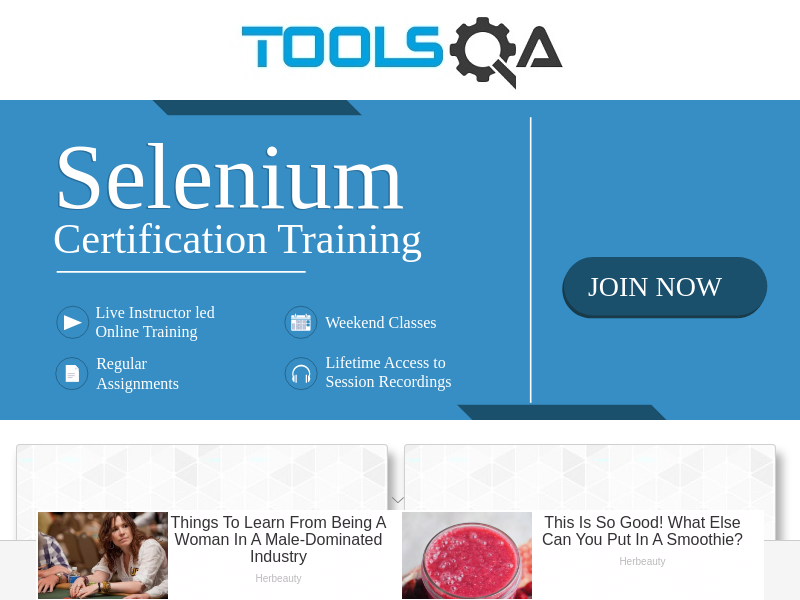 TOOLSQA
Selenium
Certification Training
JOIN NOW
Live Instructor led
Online Training
Weekend Classes
Regular
Assignments
Lifetime Access to
Session Recordings
Things To Learn From Being A
Woman In A Male-Dominated
Industry
Herbeauty
This Is So Good! What Else
Can You Put In A Smoothie?
Herbeauty